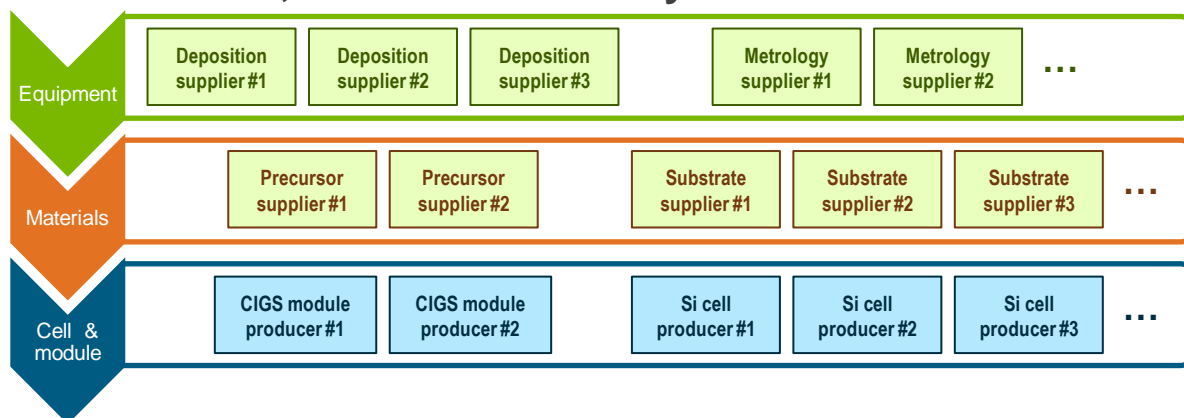 Deposition
supplier #1
Deposition
supplier #2
Deposition
supplier #3
Metrology
supplier #1
Metrology
supplier #2
...
Equipment
Precursor
supplier #1
Precursor
supplier #2
Substrate
supplier #1
Substrate
supplier #2
Substrate
supplier #3
...
Materials
CIGS module
producer #1
CIGS module
producer #2
Si cell
producer #1
Si cell
producer #2
Si cell
producer #3
...
Cell &
module